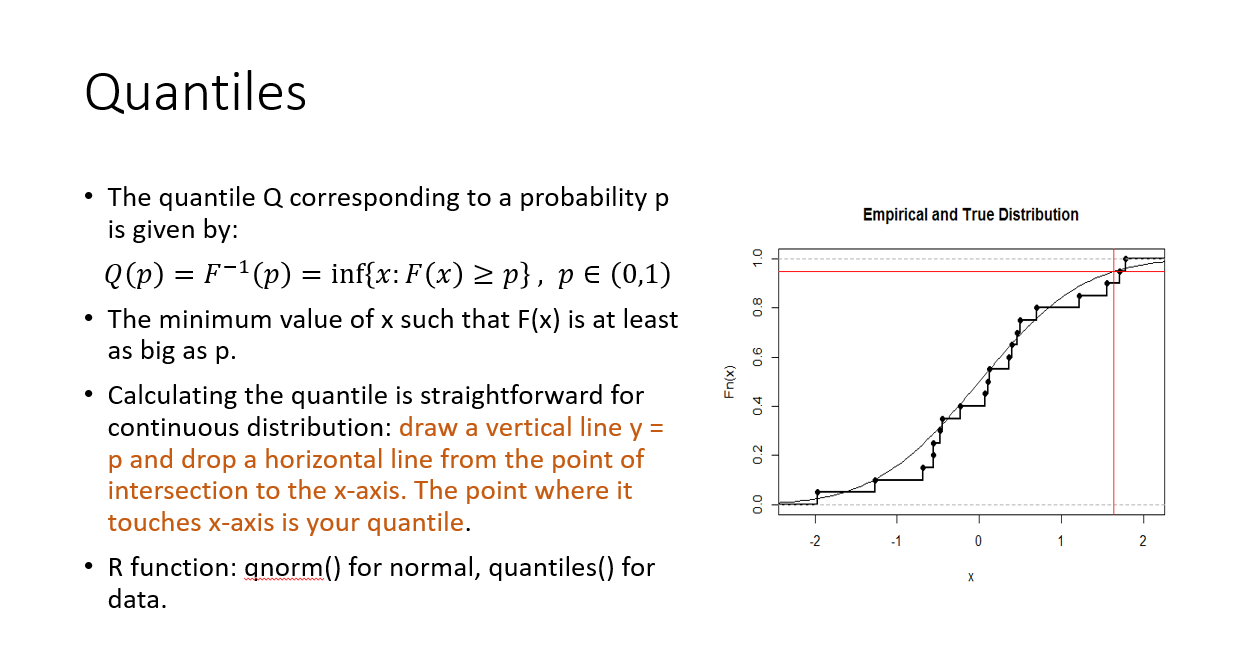 Quantiles
• The quantile Q corresponding to a probability p
is given by:
Q(p) = F⁻¹(p) = inf{x: F(x) ≥ p} , p ∈ (0,1)
• The minimum value of x such that F(x) is at least
as big as p.
• Calculating the quantile is straightforward for
continuous distribution: draw a vertical line y =
p and drop a horizontal line from the point of
intersection to the x-axis. The point where it
touches x-axis is your quantile.
• R function: qnorm() for normal, quantiles() for
data.
Empirical and True Distribution
Fn(x)
1.0
0.8
0.6
0.4
0.2
0.0
-2 -1 0 1 2
x